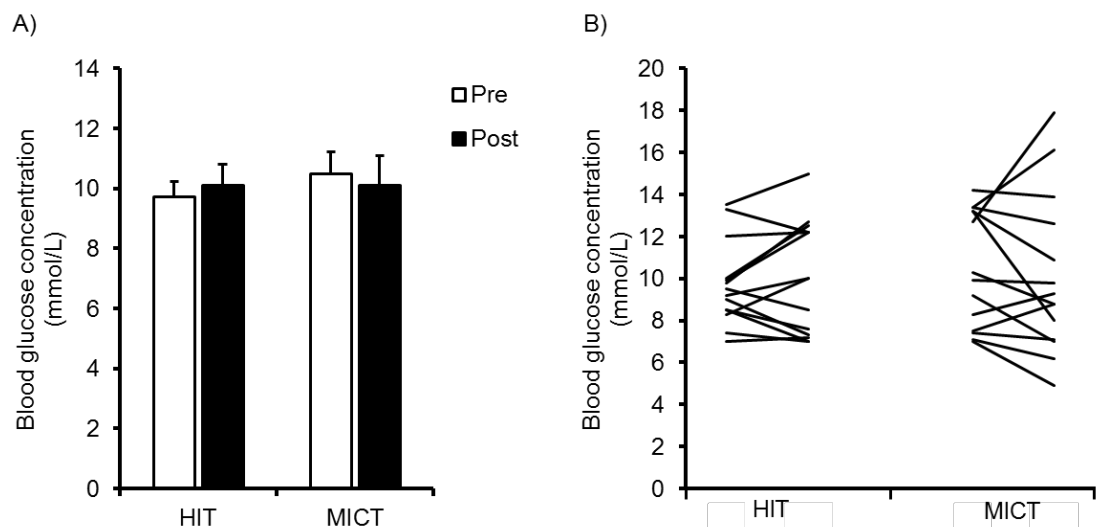 A)
Blood glucose concentration
(mmol/L)
14
12
10
8
6
4
2
0
HIT
MICT
Pre
Post
B)
Blood glucose concentration
(mmol/L)
20
18
16
14
12
10
8
6
4
2
0
HIT
MICT